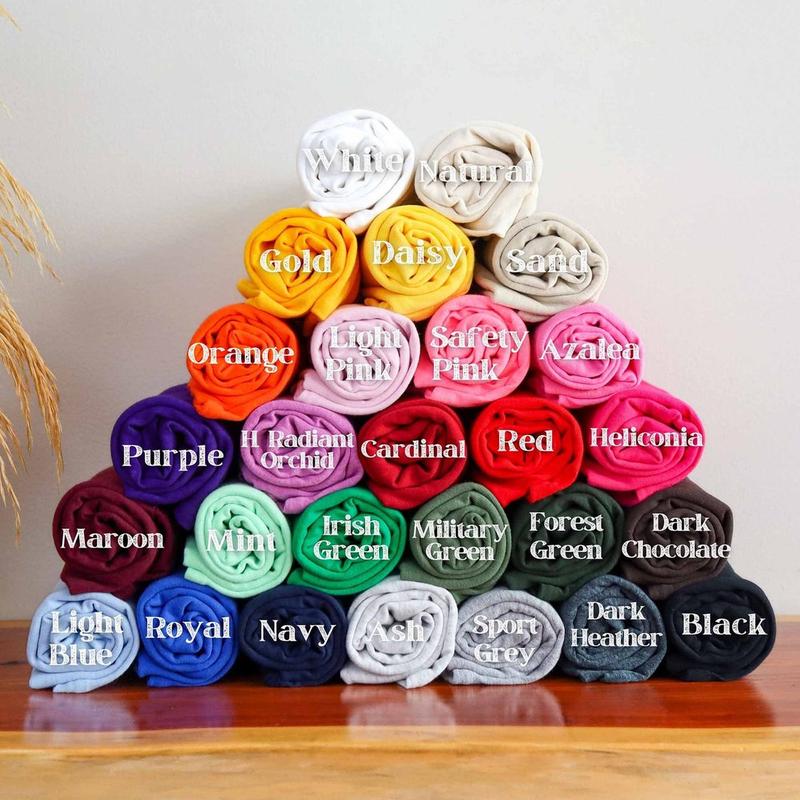 White
Natural
Gold
Daisy
Sand
Orange
Light
Pink
Safety
Pink
Azalea
Purple
H Radiant
Orchid
Cardinal
Red
Heliconia
Maroon
Mint
Irish
Green
Military
Green
Forest
Green
Dark
Chocolate
Light
Blue
Royal
Navy
Ash
Sport
Grey
Dark
Heather
Black